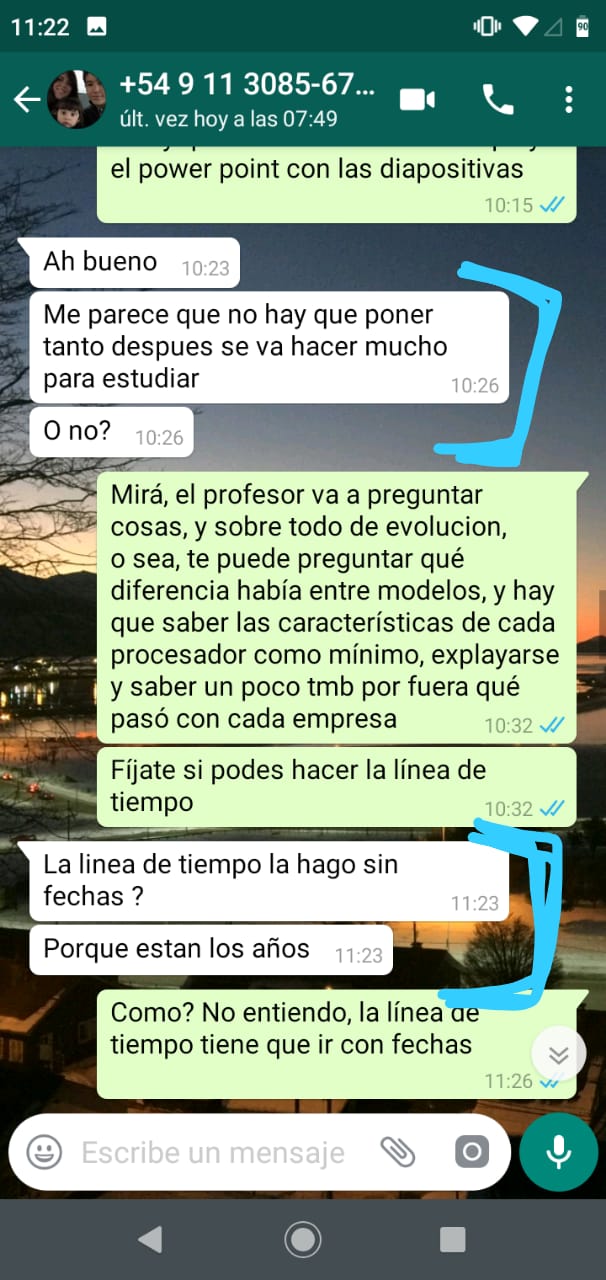 11:22
90
+54 9 11 3085-67...
últ. vez hoy a las 07:49
el power point con las diapositivas
10:15
Ah bueno 10:23
Me parece que no hay que poner
tanto despues se va hacer mucho
para estudiar
10:26
O no? 10:26
Mirá, el profesor va a preguntar
cosas, y sobre todo de evolucion,
o sea, te puede preguntar qué
diferencia había entre modelos, y hay
que saber las características de cada
procesador como mínimo, explayarse
y saber un poco tmb por fuera qué
pasó con cada empresa
10:32
Fíjate si podes hacer la línea de
tiempo
10:32
La linea de tiempo la hago sin
fechas ?
11:23
Porque estan los años 11:23
Como? No entiendo, la línea de
tiempo tiene que ir con fechas
11:26
Escribe un mensaje